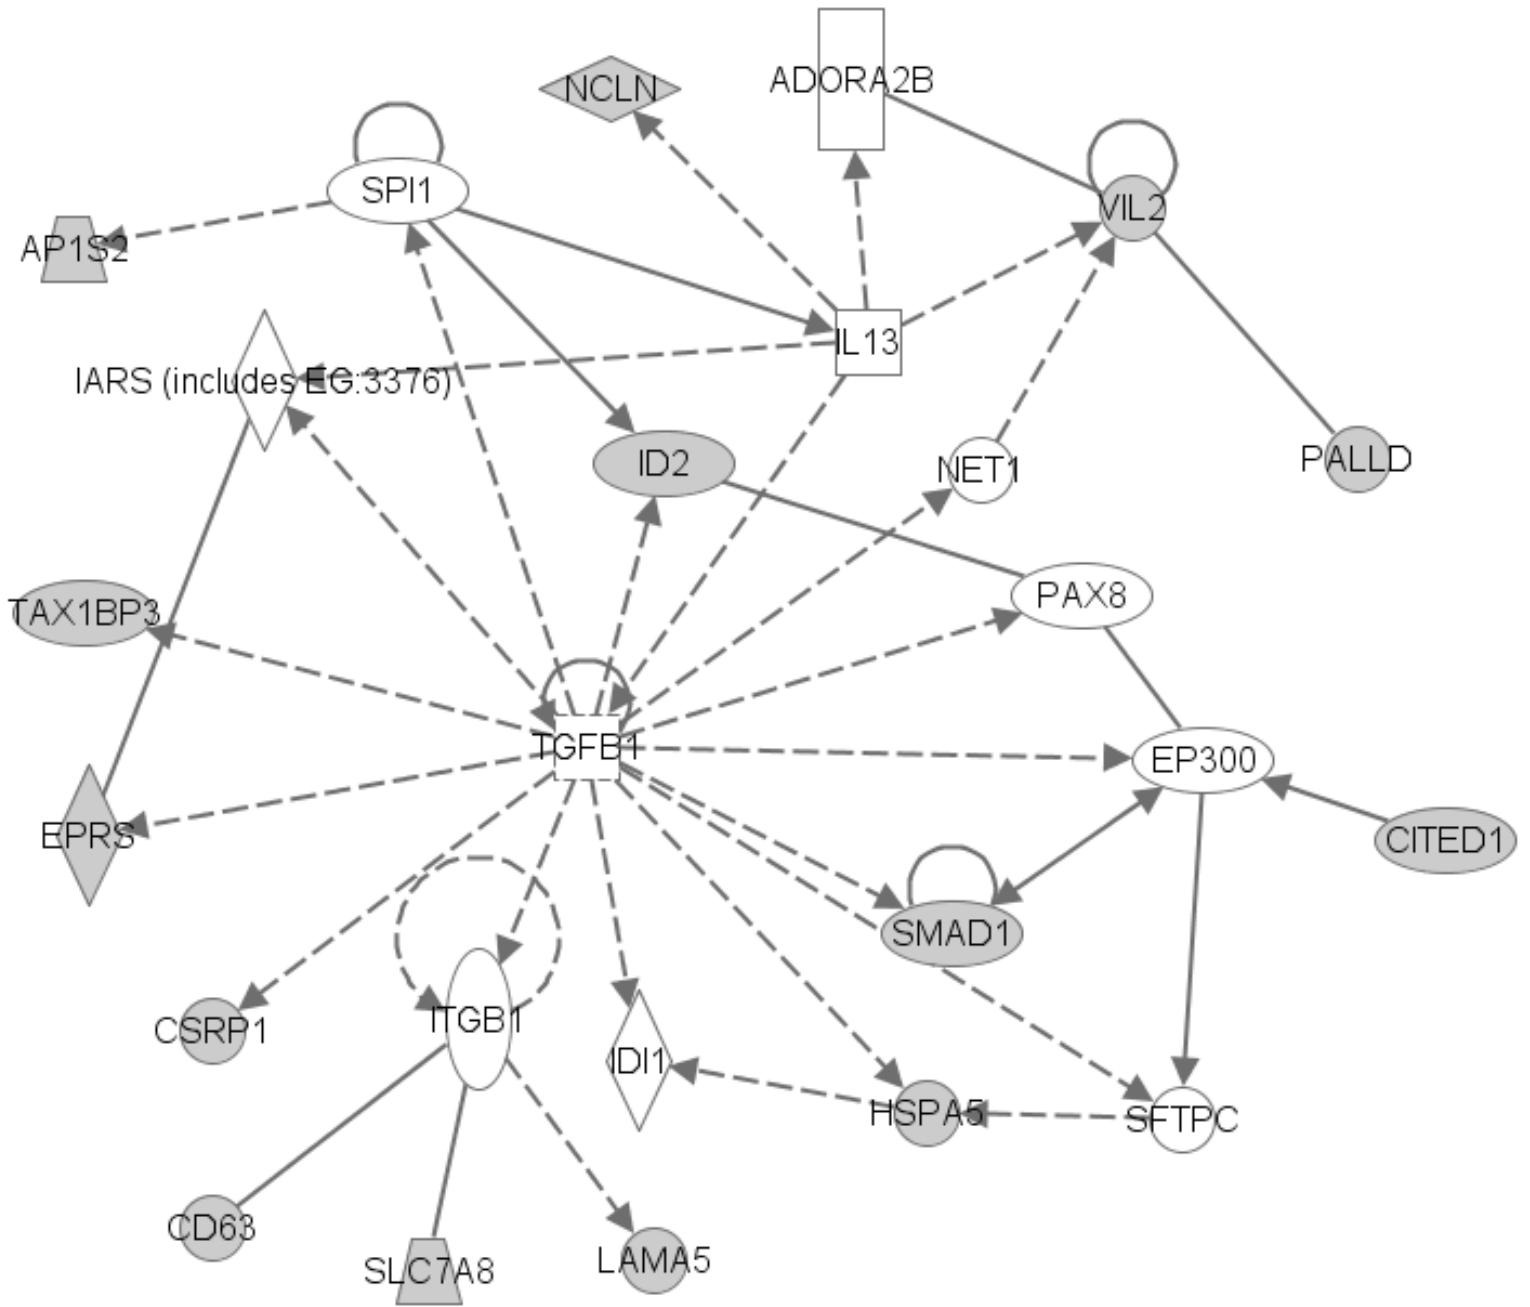 NCLN
ADORA2B
SPI1
VIL2
AP1S2
IL13
IARS (includes EG:3376)
ID2
NET1
PALLD
PAX8
TAX1BP3
TGFB1
EP300
EPRS
CITED1
SMAD1
CSRP1
ITGB1
IDI1
HSPA5
SFTPC
CD63
SLC7A8
LAMA5